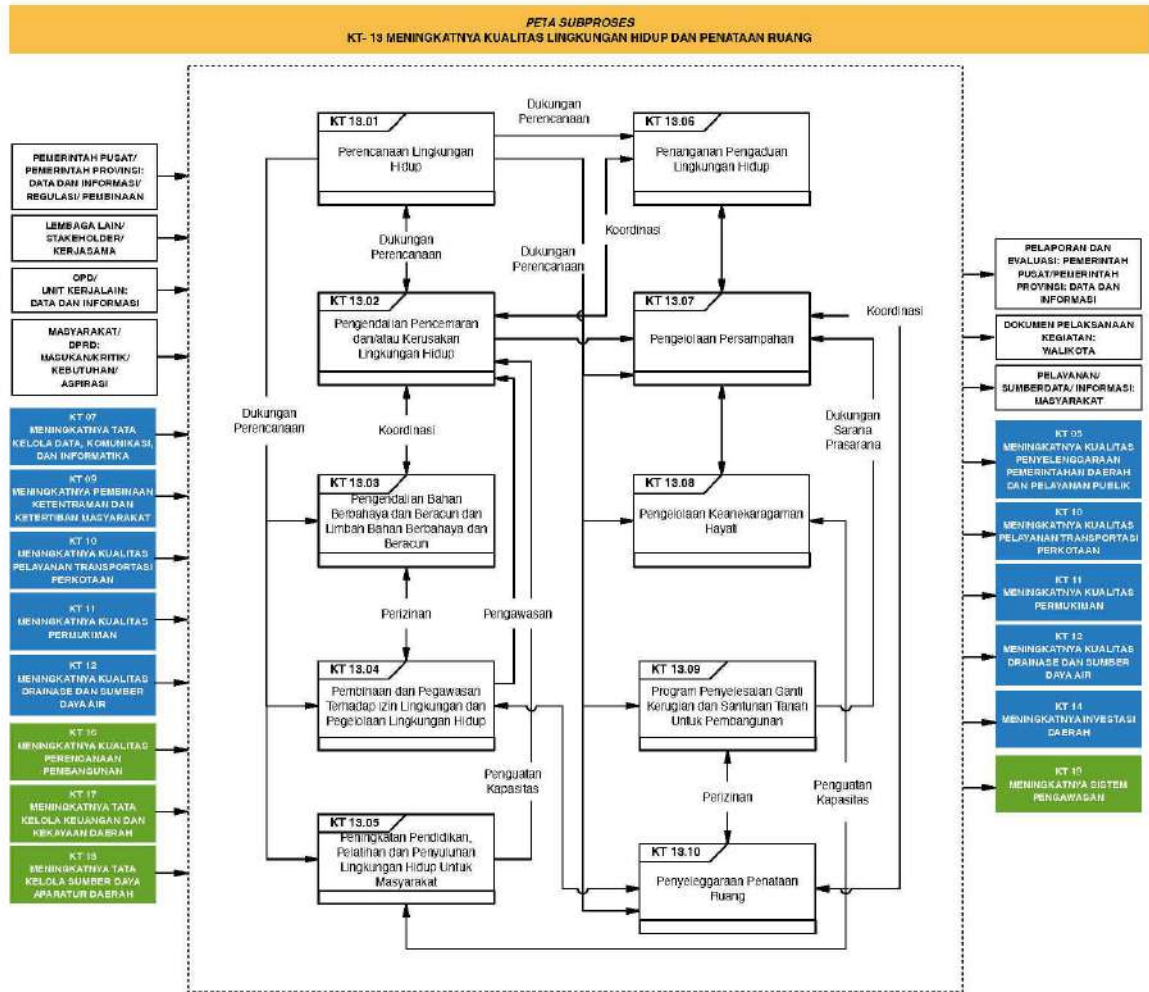 PETA SUBPROSES
KT- 13 MENINGKATNYA KUALITAS LINGKUNGAN HIDUP DAN PENATAAN RUANG
PEMERINTAH PUSAT/
PEMERINTAH PROVINSI:
DATA DAN INFORMASI/
REGULASI/ PEMBINAAN
LEMBAGA LAIN/
STAKEHOLDER/
KERJASAMA
OPD/
UNIT KERJALAIN:
DATA DAN INFORMASI
MASYARAKAT/
DPRD:
MASUKAN/KRITIK/
KEBUTUHAN/
ASPIRASI
KT 07
MENINGKATNYA TATA
KELOLA DATA, KOMUNIKASI,
DAN INFORMATIKA
KT 09
MENINGKATNYA PEMBINAAN
KETENTRAMAN DAN
KETERTIBAN MASYARAKAT
KT 10
MENINGKATNYA KUALITAS
PELAYANAN TRANSPORTASI
PERKOTAAN
KT 11
MENINGKATNYA KUALITAS
PERMUKIMAN
KT 12
MENINGKATNYA KUALITAS
DRAINASE DAN SUMBER
DAYA AIR
KT 16
MENINGKATNYA KUALITAS
PERENCANAAN
PEMBANGUNAN
KT 17
MENINGKATNYA TATA
KELOLA KEUANGAN DAN
KEKAYAAN DAERAH
KT 18
MENINGKATNYA TATA
KELOLA SUMBER DAYA
APARATUR DAERAH
KT 13.01
Perencanaan Lingkungan
Hidup
Dukungan
Perencanaan
KT 13.06
Penanganan Pengaduan
Lingkungan Hidup
Dukungan
Perencanaan
Koordinasi
Dukungan
Perencanaan
KT 13.02
Pengendalian Pencemaran
dan/atau Kerusakan
Lingkungan Hidup
KT 13.07
Pengelolaan Persampahan
Koordinasi
Dukungan
Perencanaan
Koordinasi
Dukungan
Sarana
Prasarana
KT 13.03
Pengendalian Bahan
Berbahaya dan Beracun dan
Limbah Bahan Berbahaya dan
Beracun
KT 13.08
Pengelolaan Keanekaragaman
Hayati
Perizinan
Pengawasan
KT 13.04
Pembinaan dan Pegawasan
Terhadap izin Lingkungan dan
Pegelolaan Lingkungan Hidup
KT 13.09
Program Penyelesaian Ganti
Kerugian dan Santunan Tanah
Untuk Pembangunan
Penguatan
Kapasitas
Perizinan
Penguatan
Kapasitas
KT 13.05
Peningkatan Pendidikan,
Pelatihan dan Penyuluhan
Lingkungan Hidup Untuk
Masyarakat
KT 13.10
Penyeleggaraan Penataan
Ruang
PELAPORAN DAN
EVALUASI: PEMERINTAH
PUSAT/PEMERINTAH
PROVINSI: DATA DAN
INFORMASI
DOKUMEN PELAKSANAAN
KEGIATAN:
WALIKOTA
PELAYANAN/
SUMBERDATA/ INFORMASI:
MASYARAKAT
KT 05
MENINGKATNYA KUALITAS
PENYELENGGARAAN
PEMERINTAHAN DAERAH
DAN PELAYANAN PUBLIK
KT 10
MENINGKATNYA KUALITAS
PELAYANAN TRANSPORTASI
PERKOTAAN
KT 11
MENINGKATNYA KUALITAS
PERMUKIMAN
KT 12
MENINGKATNYA KUALITAS
DRAINASE DAN SUMBER
DAYA AIR
KT 14
MENINGKATNYA INVESTASI
DAERAH
KT 19
MENINGKATNYA SISTEM
PENGAWASAN